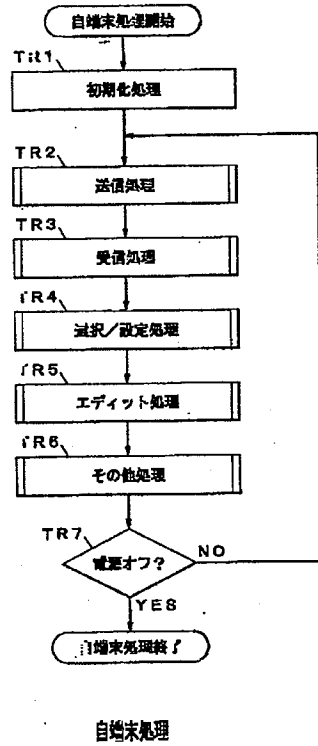 自端末処理開始
TR1
初期化処理
TR2
送信処理
TR3
受信処理
TR4
選択/設定処理
TR5
エディット処理
TR6
その他処理
TR7
電源オフ?
NO
YES
自端末処理終了
自端末処理